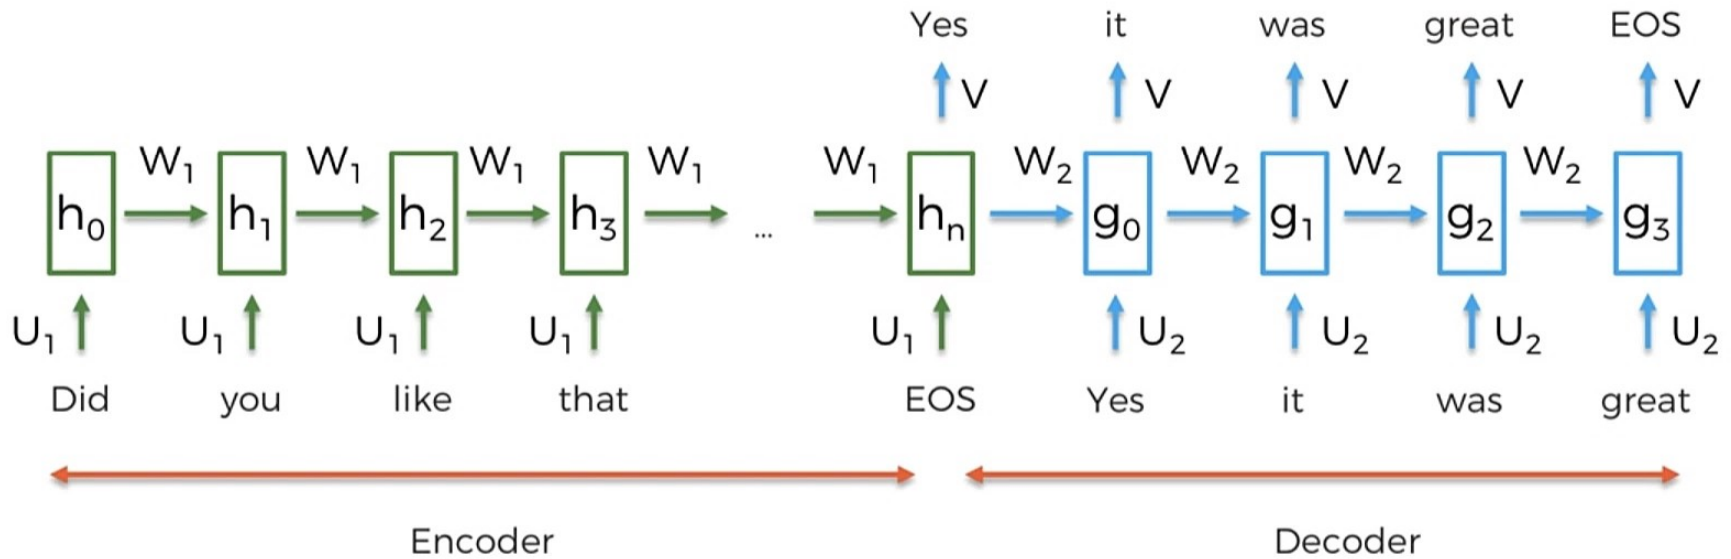 Yes it was great EOS
V V V V V
W₁ W₁ W₁ W₁ W₁ W₂ W₂ W₂ W₂
h₀ h₁ h₂ h₃ ... hₙ g₀ g₁ g₂ g₃
U₁ U₁ U₁ U₁ U₁ U₂ U₂ U₂ U₂
Did you like that EOS Yes it was great
Encoder Decoder